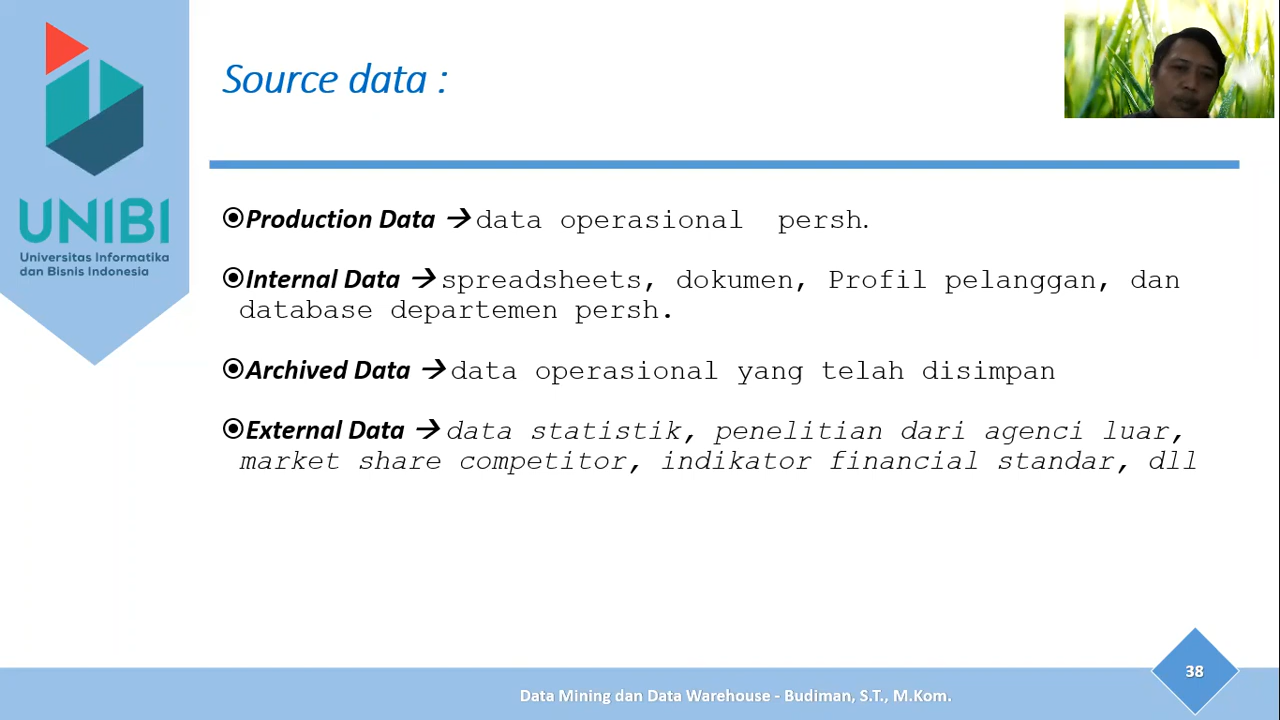 Source data :
UNIBI
Universitas Informatika
dan Bisnis Indonesia
Production Data → data operasional persh.
Internal Data → spreadsheets, dokumen, Profil pelanggan, dan
database departemen persh.
Archived Data → data operasional yang telah disimpan
External Data → data statistik, penelitian dari agenci luar,
market share competitor, indikator financial standar, dll
38
Data Mining dan Data Warehouse - Budiman, S.T., M.Kom.